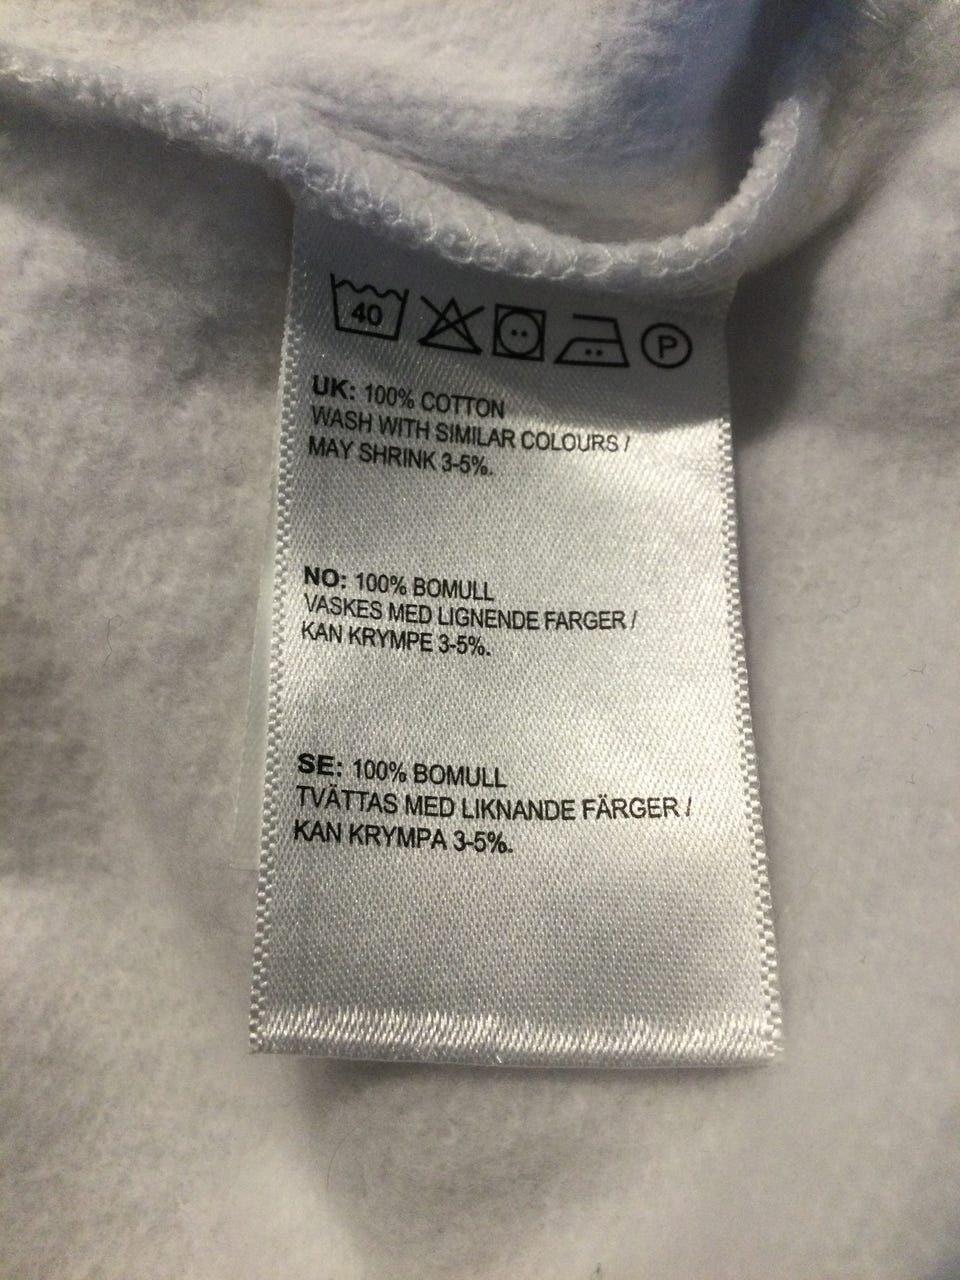 40 P
UK: 100% COTTON
WASH WITH SIMILAR COLOURS /
MAY SHRINK 3-5%.
NO: 100% BOMULL
VASKES MED LIGNENDE FARGER /
KAN KRYMPE 3-5%.
SE: 100% BOMULL
TVÄTTAS MED LIKNANDE FÄRGER /
KAN KRYMPA 3-5%.